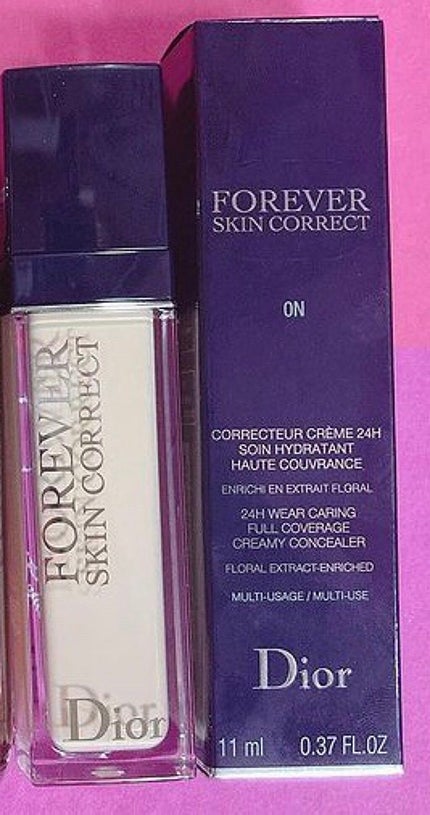 FOREVER
SKIN CORRECT
Dior
FOREVER
SKIN CORRECT
0N
CORRECTEUR CRÈME 24H
SOIN HYDRATANT
HAUTE COUVRANCE
ENRICHI EN EXTRAIT FLORAL
24H WEAR CARING
FULL COVERAGE
CREAMY CONCEALER
FLORAL EXTRACT-ENRICHED
MULTI-USAGE / MULTI-USE
Dior
11 ml 0.37 FL.OZ